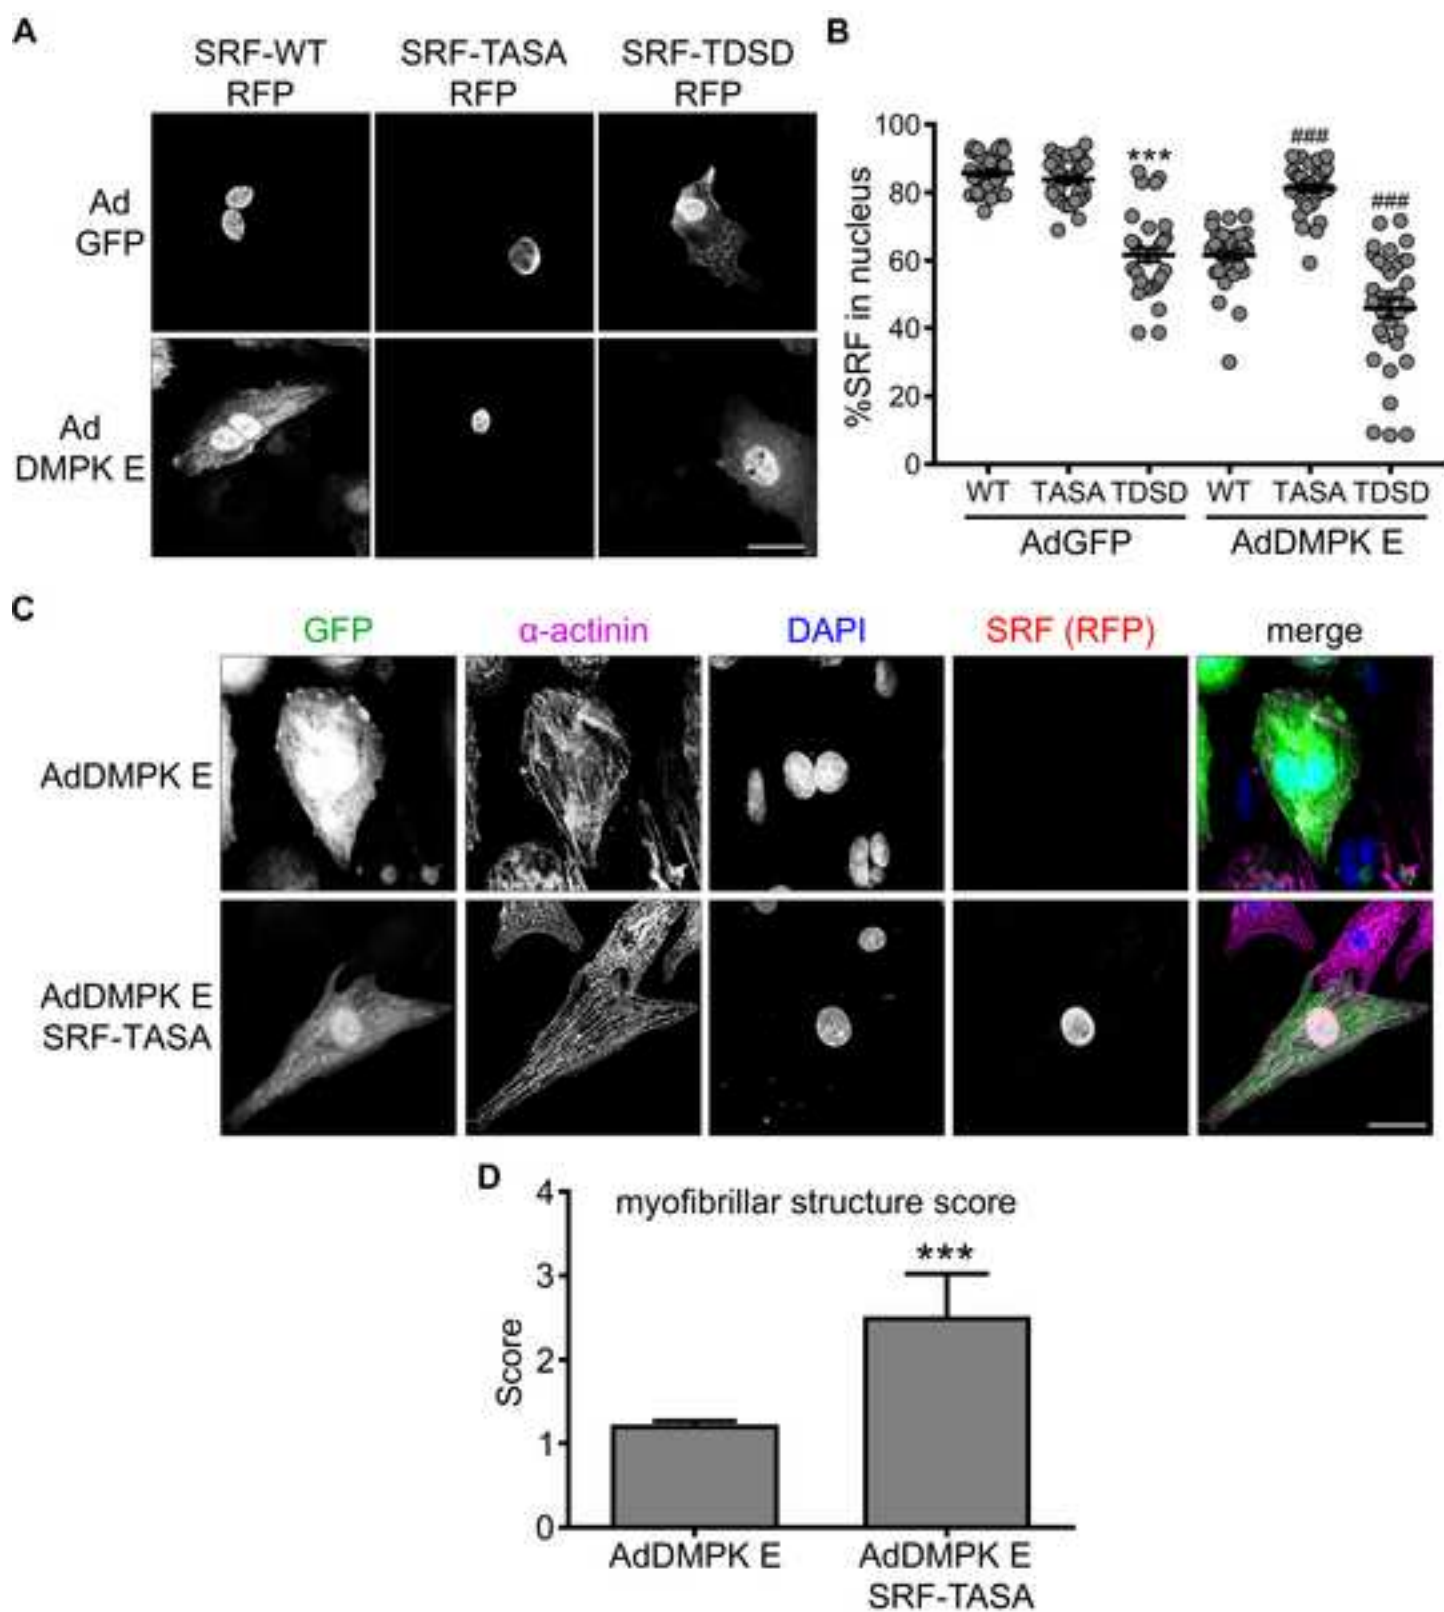 A
SRF-WT
RFP
SRF-TASA
RFP
SRF-TDSD
RFP
Ad
GFP
Ad
DMPK E
B
%SRF in nucleus
100
80
60
40
20
0
***
###
###
WT TASA TDSD WT TASA TDSD
AdGFP AdDMPK E
C
GFP α-actinin DAPI SRF (RFP) merge
AdDMPK E
AdDMPK E
SRF-TASA
D
myofibrillar structure score
Score
4
3
2
1
0
***
AdDMPK E
AdDMPK E
SRF-TASA